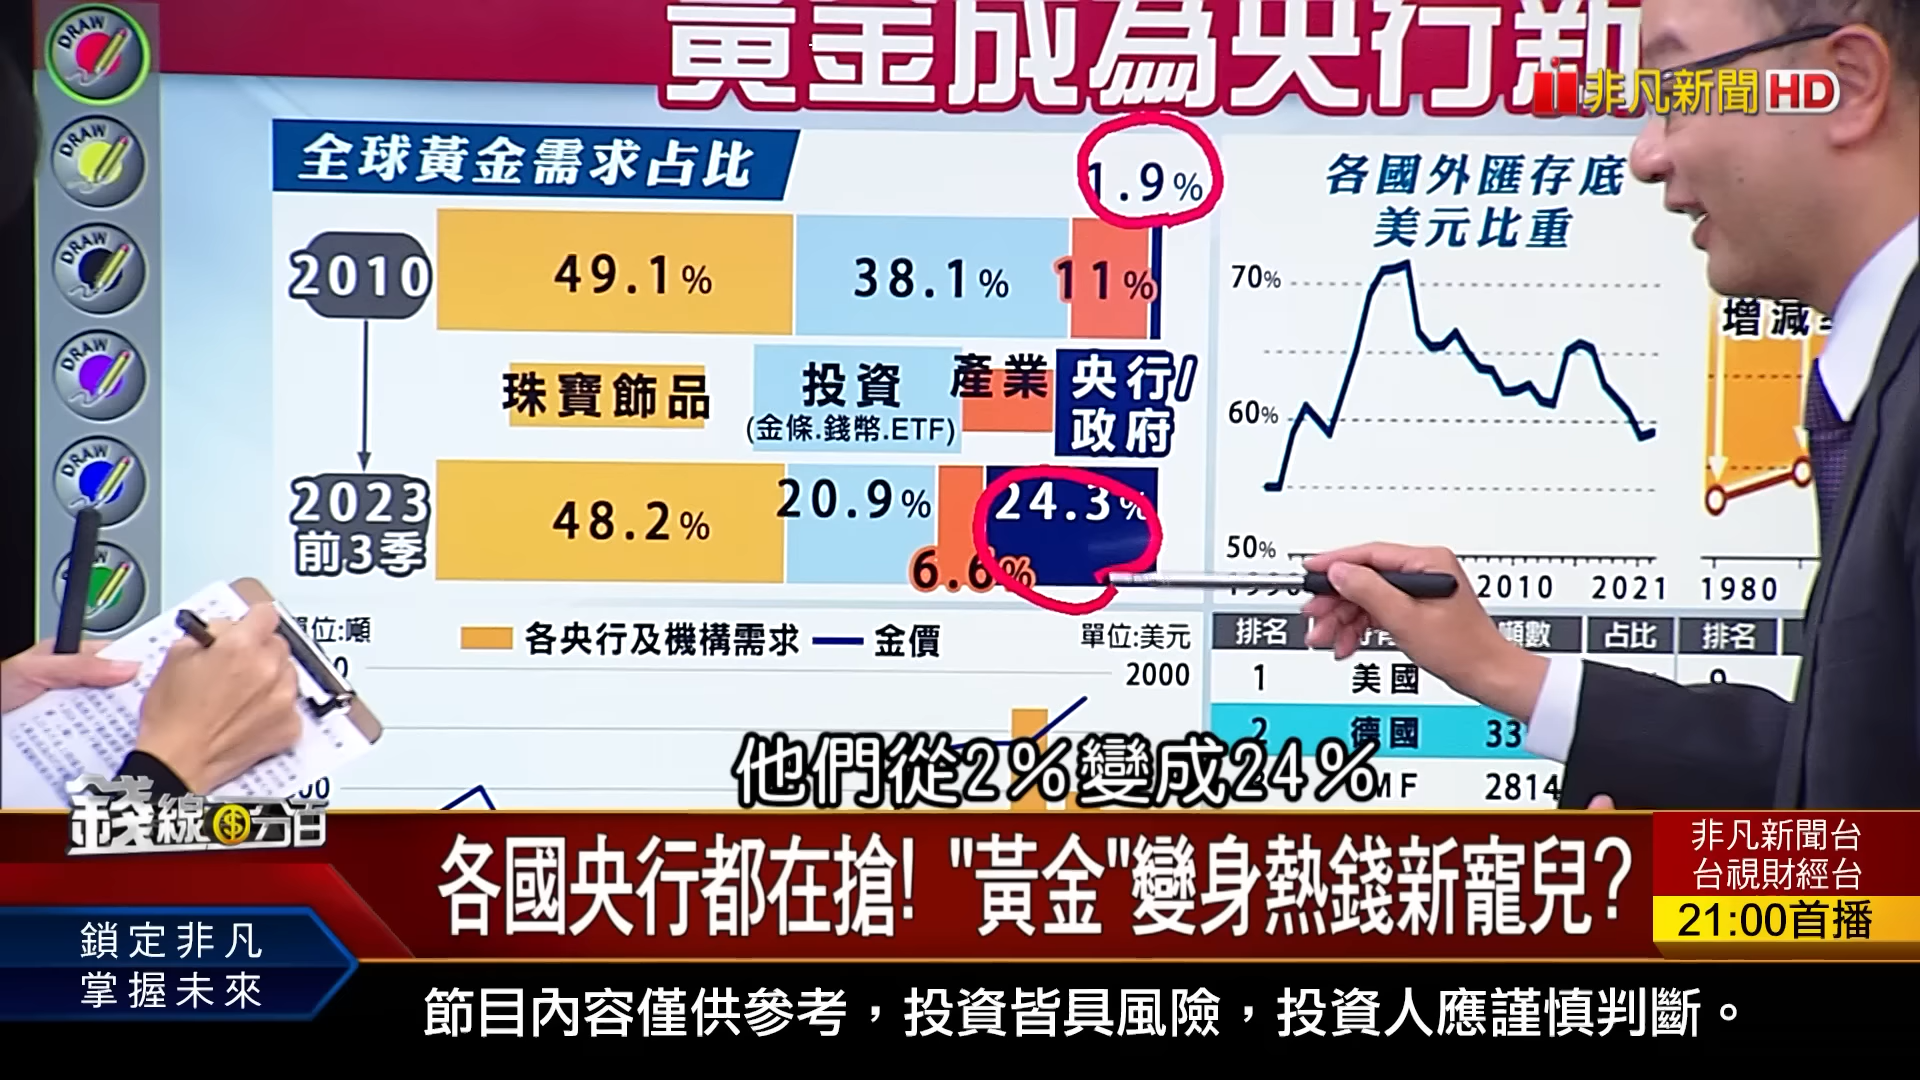 DRAW
DRAW
DRAW
DRAW
DRAW
黃金成為央行新
非凡新聞HD
全球黃金需求占比
1.9%
2010
49.1%
38.1%
11%
珠寶飾品
投資
(金條.錢幣.ETF)
產業
央行/
政府
2023
前3季
48.2%
20.9%
6.6%
24.3%
各國外匯存底
美元比重
70%
60%
50%
2010
2021
增減
1980
單位:噸
各央行及機構需求
金價
單位:美元
2000
排名
噸數
占比
排名
1
美國
9
2
德國
33
2814
他們從2%變成24%
錢線百分百
各國央行都在搶! "黃金"變身熱錢新寵兒?
非凡新聞台
台視財經台
21:00首播
鎖定非凡
掌握未來
節目內容僅供參考，投資皆具風險，投資人應謹慎判斷。